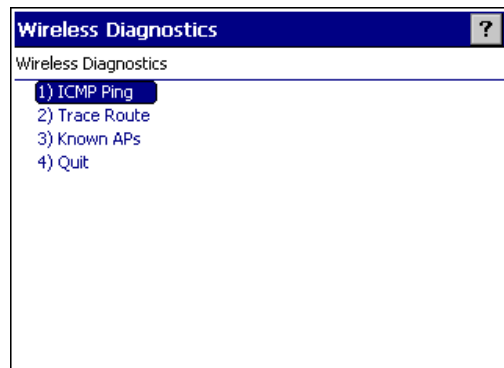 Wireless Diagnostics ?
Wireless Diagnostics
1) ICMP Ping
2) Trace Route
3) Known APs
4) Quit